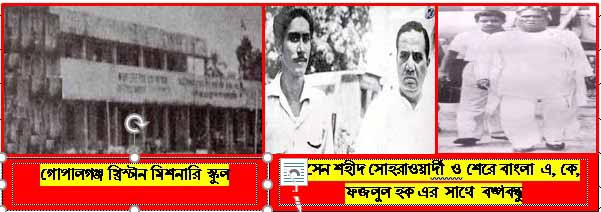 গোপালগঞ্জ খ্রিস্টান মিশনারি স্কুল
সেন শহীদ সোহরাওয়ার্দী ও শেরে বাংলা এ, কে,
ফজলুল হক এর সাথে বঙ্গবন্ধু